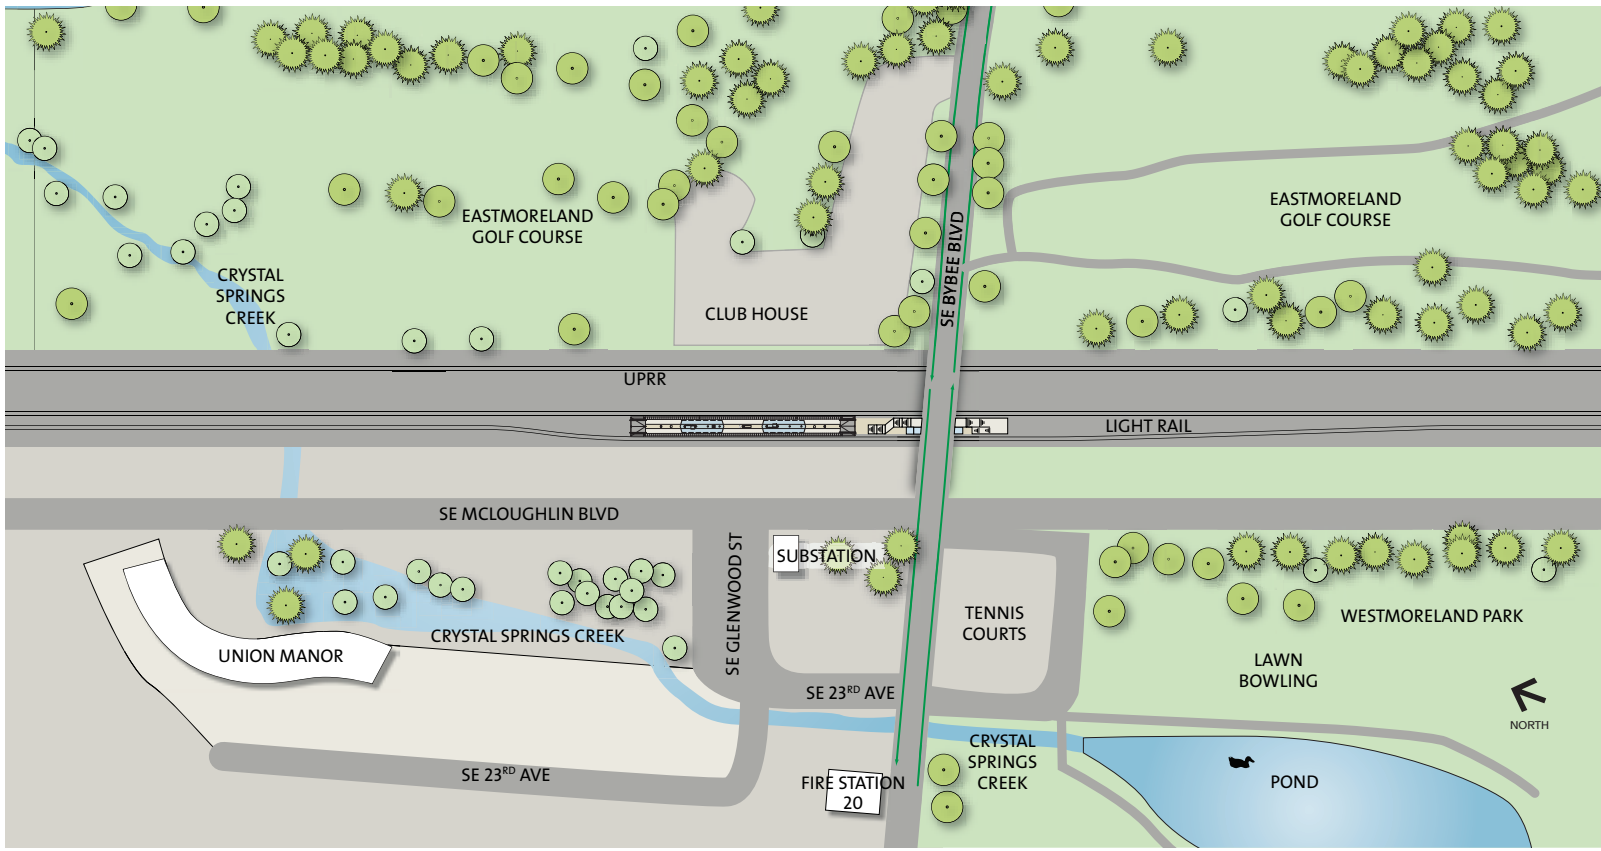 EASTMORELAND
GOLF COURSE
EASTMORELAND
GOLF COURSE
SE BYBEE BLVD
CRYSTAL
SPRINGS
CREEK
CLUB HOUSE
UPRR
LIGHT RAIL
SE MCLOUGHLIN BLVD
SE GLENWOOD ST
SUBSTATION
TENNIS
COURTS
WESTMORELAND PARK
CRYSTAL SPRINGS CREEK
UNION MANOR
LAWN
BOWLING
SE 23RD AVE
NORTH
CRYSTAL
SPRINGS
CREEK
SE 23RD AVE
FIRE STATION
20
POND